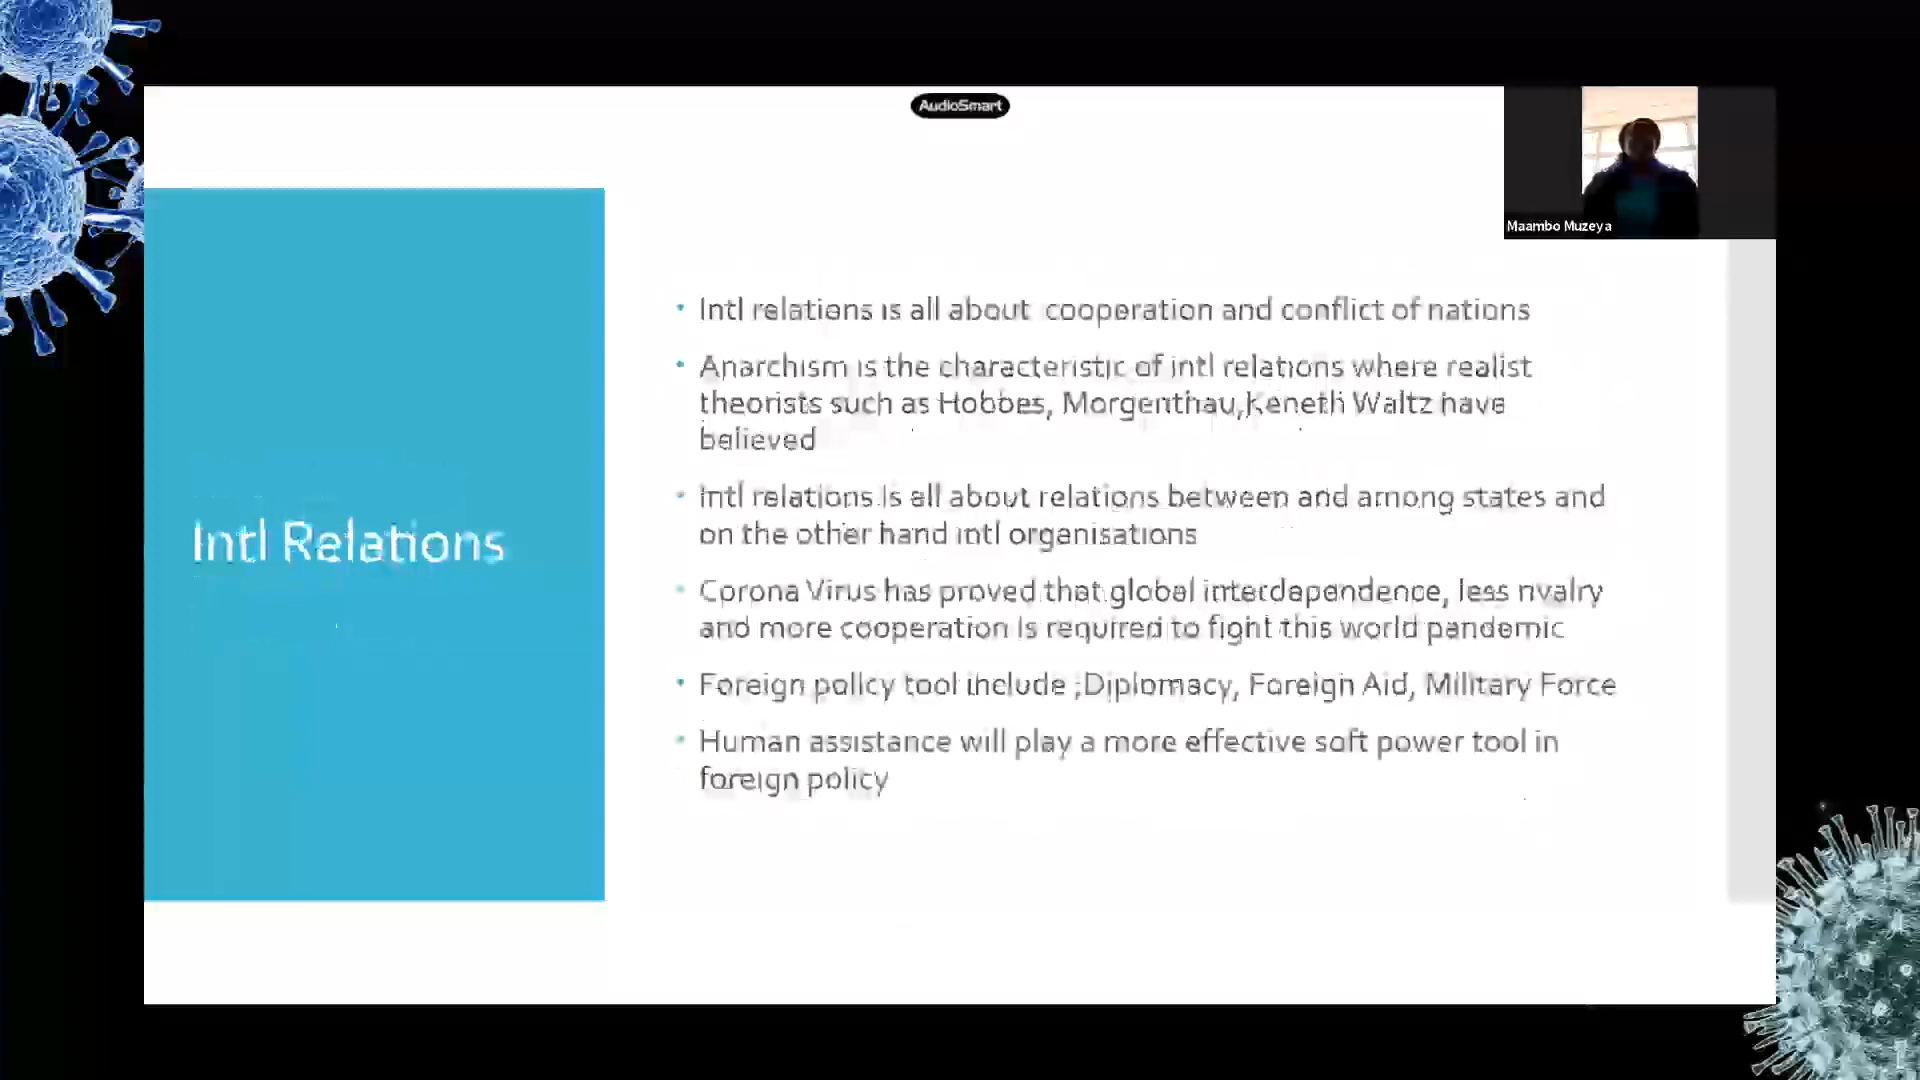 AudioSmart
Maambo Muzeya
Intl Relations
• Intl relations is all about cooperation and conflict of nations
• Anarchism is the characteristic of intl relations where realist
theorists such as Hobbes, Morgenthau,Keneth Waltz have
believed
• Intl relations is all about relations between and among states and
on the other hand intl organisations
• Corona Virus has proved that global interdependence, less rivalry
and more cooperation is required to fight this world pandemic
• Foreign policy tool include ;Diplomacy, Foreign Aid, Military Force
• Human assistance will play a more effective soft power tool in
foreign policy